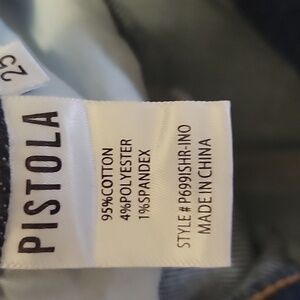 25
PISTOLA
95%COTTON
4%POLYESTER
1%SPANDEX
STYLE # P699ISHR-INO
MADE IN CHINA